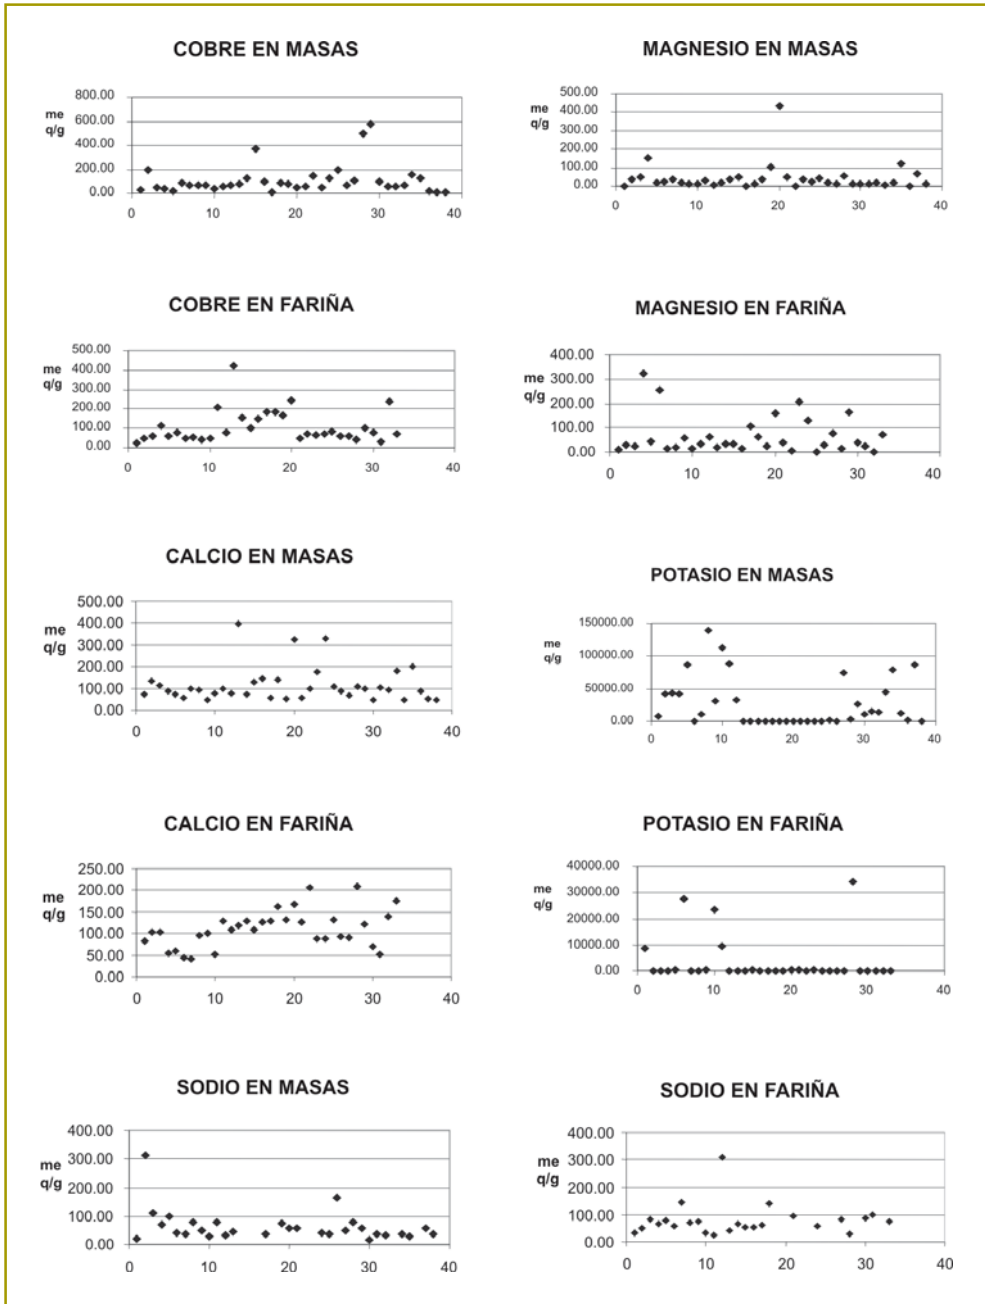 COBRE EN MASAS
me
q/g
800.00
600.00
400.00
200.00
0.00
0 10 20 30 40
MAGNESIO EN MASAS
me
q/g
500.00
400.00
300.00
200.00
100.00
0.00
0 10 20 30 40
COBRE EN FARIÑA
me
q/g
500.00
400.00
300.00
200.00
100.00
0.00
0 10 20 30 40
MAGNESIO EN FARIÑA
me
q/g
400.00
300.00
200.00
100.00
0.00
0 10 20 30 40
CALCIO EN MASAS
me
q/g
500.00
400.00
300.00
200.00
100.00
0.00
0 10 20 30 40
POTASIO EN MASAS
me
q/g
150000.00
100000.00
50000.00
0.00
0 10 20 30 40
CALCIO EN FARIÑA
me
q/g
250.00
200.00
150.00
100.00
50.00
0.00
0 10 20 30 40
POTASIO EN FARIÑA
me
q/g
40000.00
30000.00
20000.00
10000.00
0.00
0 10 20 30 40
SODIO EN MASAS
me
q/g
400.00
300.00
200.00
100.00
0.00
0 10 20 30 40
SODIO EN FARIÑA
me
q/g
400.00
300.00
200.00
100.00
0.00
0 10 20 30 40